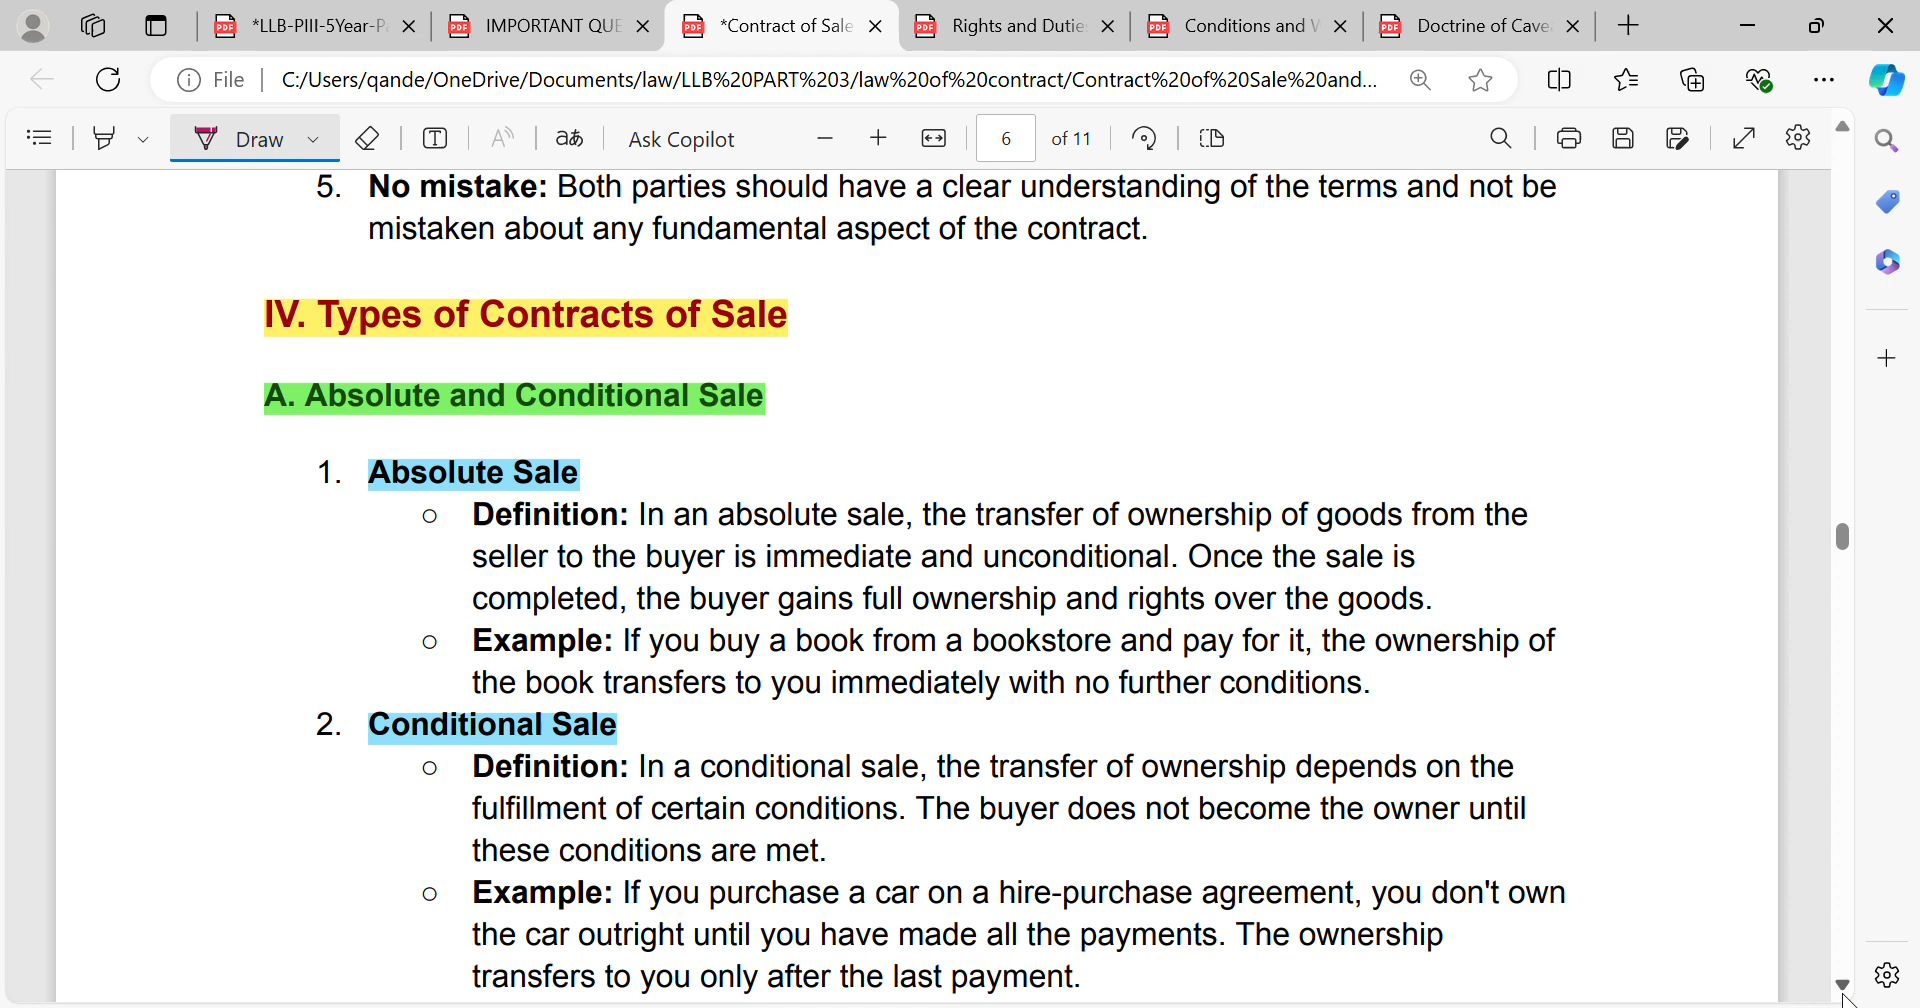 *LLB-PIII-5Year-P
IMPORTANT QUE
*Contract of Sale
Rights and Dutie
Conditions and W
Doctrine of Cave
File
C:/Users/qande/OneDrive/Documents/law/LLB%20PART%203/law%20of%20contract/Contract%20of%20Sale%20and...
Draw
aあ
Ask Copilot
6 of 11
5. No mistake: Both parties should have a clear understanding of the terms and not be
mistaken about any fundamental aspect of the contract.
IV. Types of Contracts of Sale
A. Absolute and Conditional Sale
1. Absolute Sale
○ Definition: In an absolute sale, the transfer of ownership of goods from the
seller to the buyer is immediate and unconditional. Once the sale is
completed, the buyer gains full ownership and rights over the goods.
○ Example: If you buy a book from a bookstore and pay for it, the ownership of
the book transfers to you immediately with no further conditions.
2. Conditional Sale
○ Definition: In a conditional sale, the transfer of ownership depends on the
fulfillment of certain conditions. The buyer does not become the owner until
these conditions are met.
○ Example: If you purchase a car on a hire-purchase agreement, you don't own
the car outright until you have made all the payments. The ownership
transfers to you only after the last payment.